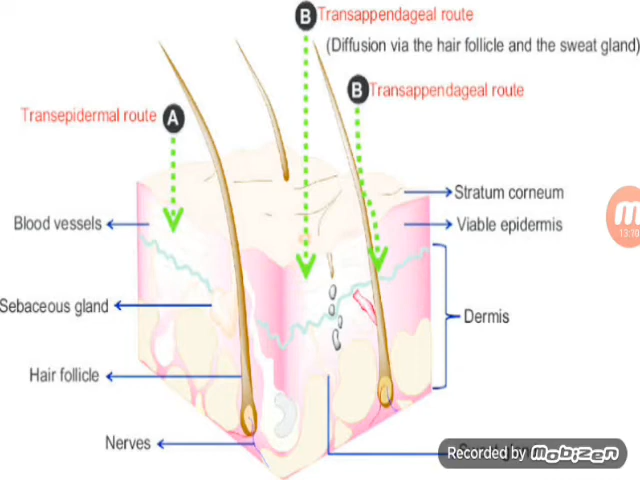 B Transappendageal route
(Diffusion via the hair follicle and the sweat gland)
B Transappendageal route
Transepidermal route A
Stratum corneum
Blood vessels
Viable epidermis
M
Sebaceous gland
Dermis
Hair follicle
Nerves
Recorded by Mobizen